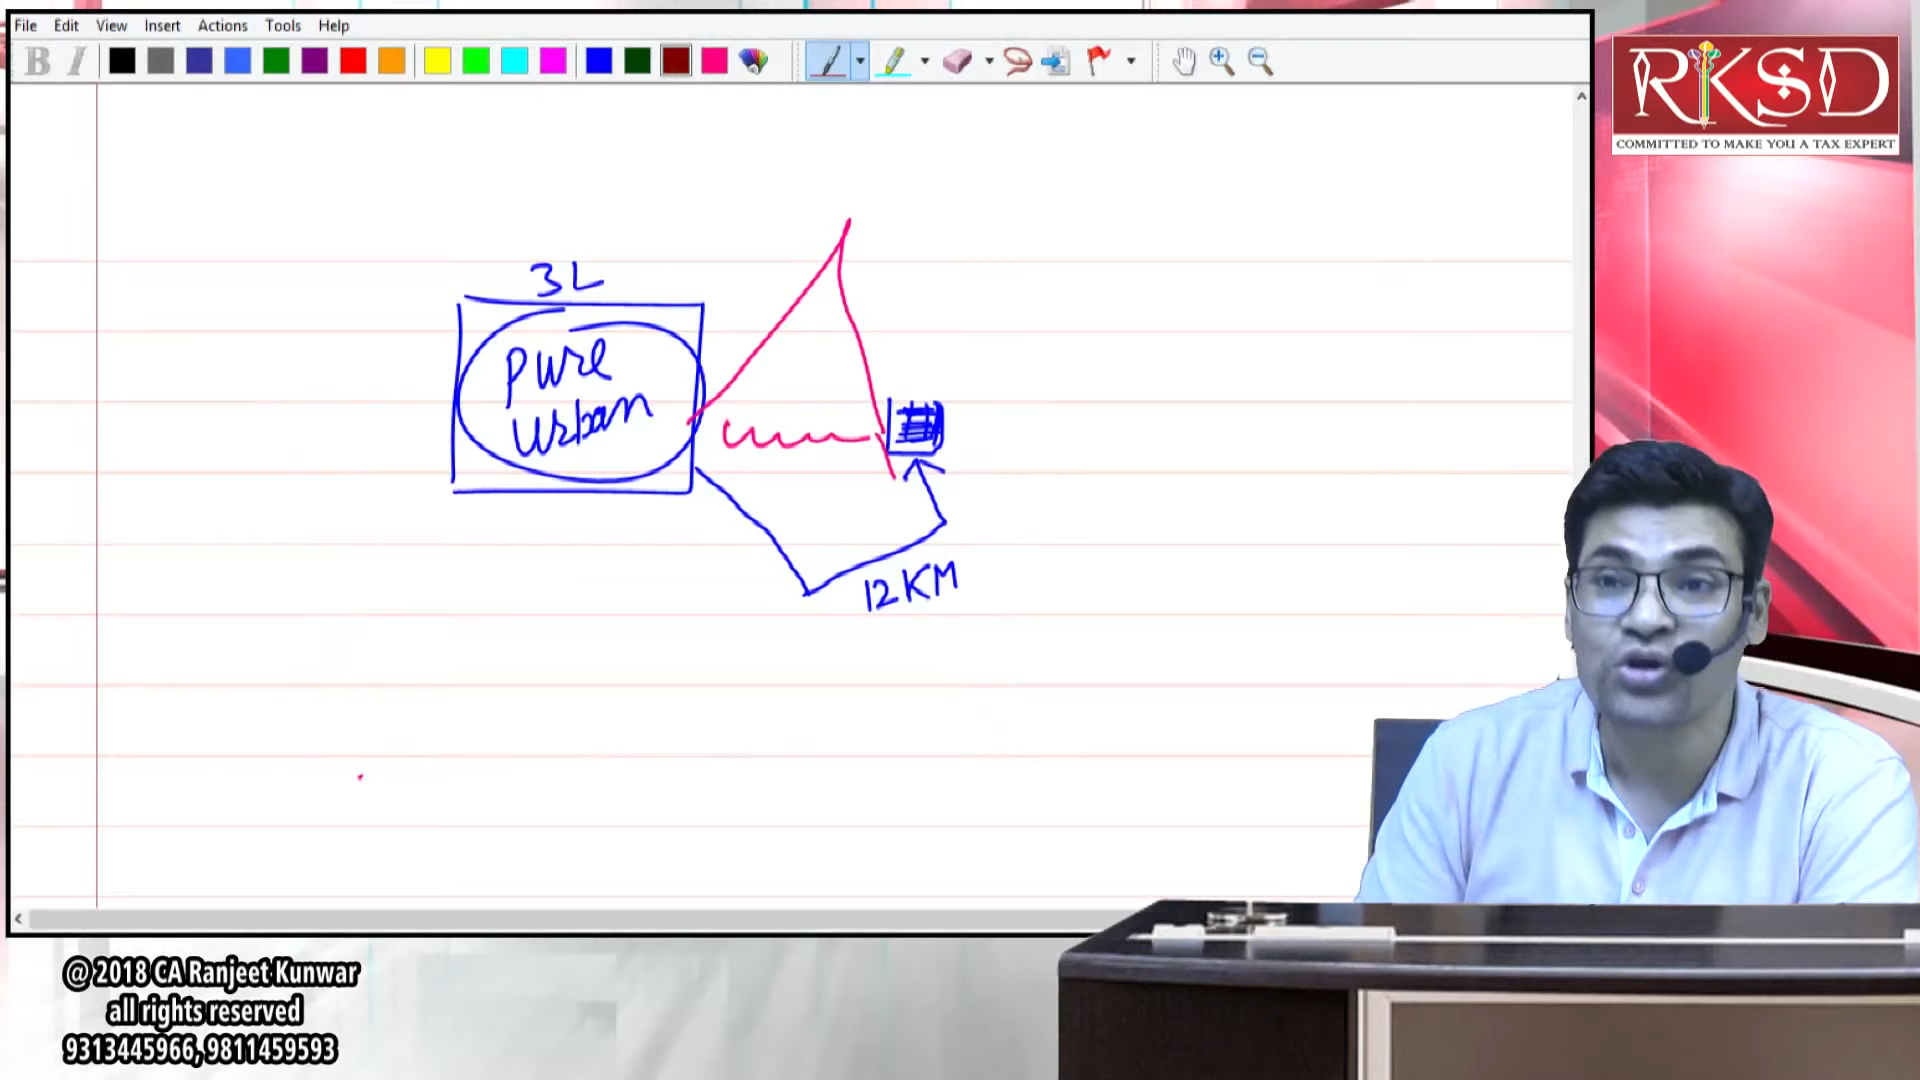 File Edit View Insert Actions Tools Help
B I
RKSD
COMMITTED TO MAKE YOU A TAX EXPERT
3L
Pure
Urban
12KM
@ 2018 CA Ranjeet Kunwar
all rights reserved
9313445966, 9811459593